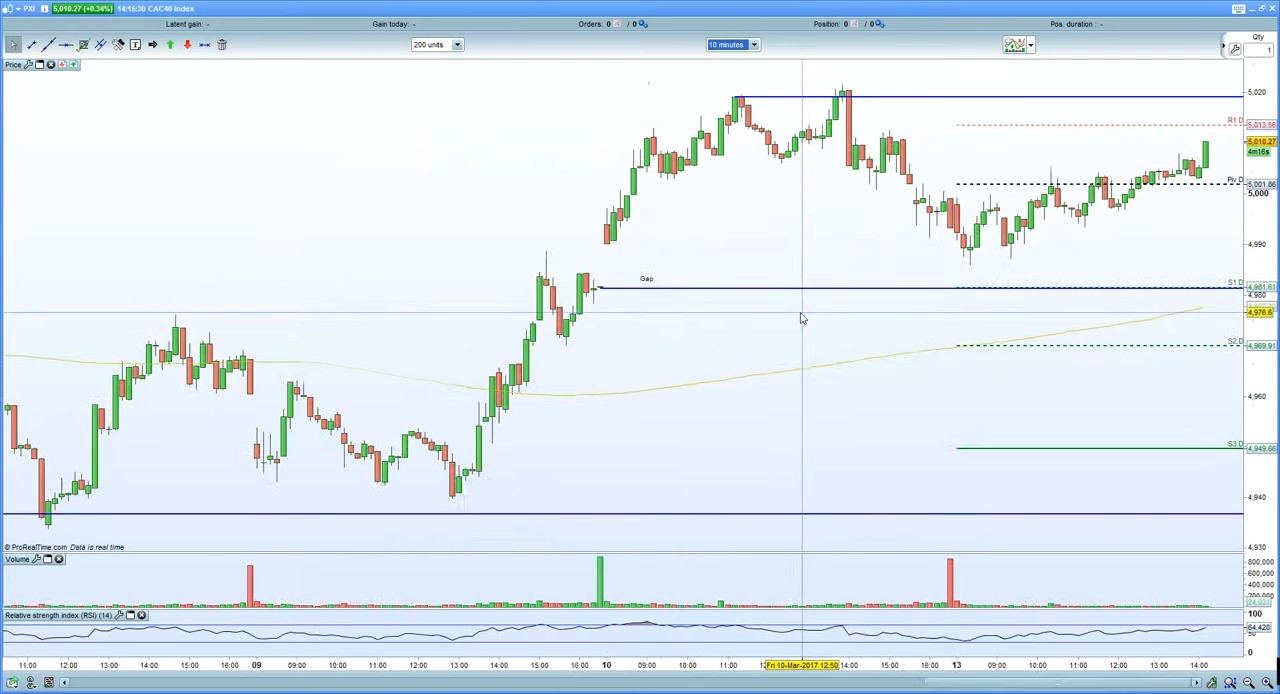 PXI 5,010.27 (+0.34%) 14:15:30 CAC40 Index
Latent gain: - Gain today: - Orders: 0 / 0 Position: 0 / 0 Pos. duration : -
200 units 10 minutes Qty
1
Price
5,020
R1 D 5,013.56
5,010.27
4m16s
Piv D 5,001.86
5,000
4,990
Gap
S1 D 4,981.61
4,980
4,976.6
S2 D 4,969.91
4,960
S3 D 4,949.66
4,940
© ProRealTime.com Data is real time
4,930
Volume
800,000
600,000
400,000
200,000
24,031
Relative strength index (RSI) (14)
100
64.420
50
11:00 12:00 13:00 14:00 15:00 16:00 09 09:00 10:00 11:00 12:00 13:00 14:00 15:00 16:00 10 09:00 10:00 11:00 Fri 10-Mar-2017 12:50 14:00 15:00 16:00 13 09:00 10:00 11:00 12:00 13:00 14:00